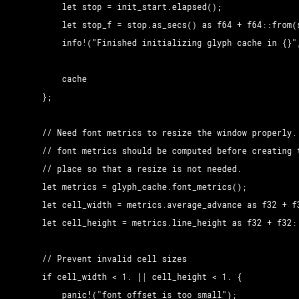 let stop = init_start.elapsed();
let stop_f = stop.as_secs() as f64 + f64::from(s
info!("Finished initializing glyph cache in {}",
cache
};
// Need font metrics to resize the window properly.
// font metrics should be computed before creating t
// place so that a resize is not needed.
let metrics = glyph_cache.font_metrics();
let cell_width = metrics.average_advance as f32 + f3
let cell_height = metrics.line_height as f32 + f32:
// Prevent invalid cell sizes
if cell_width < 1. || cell_height < 1. {
panic!("font offset is too small");